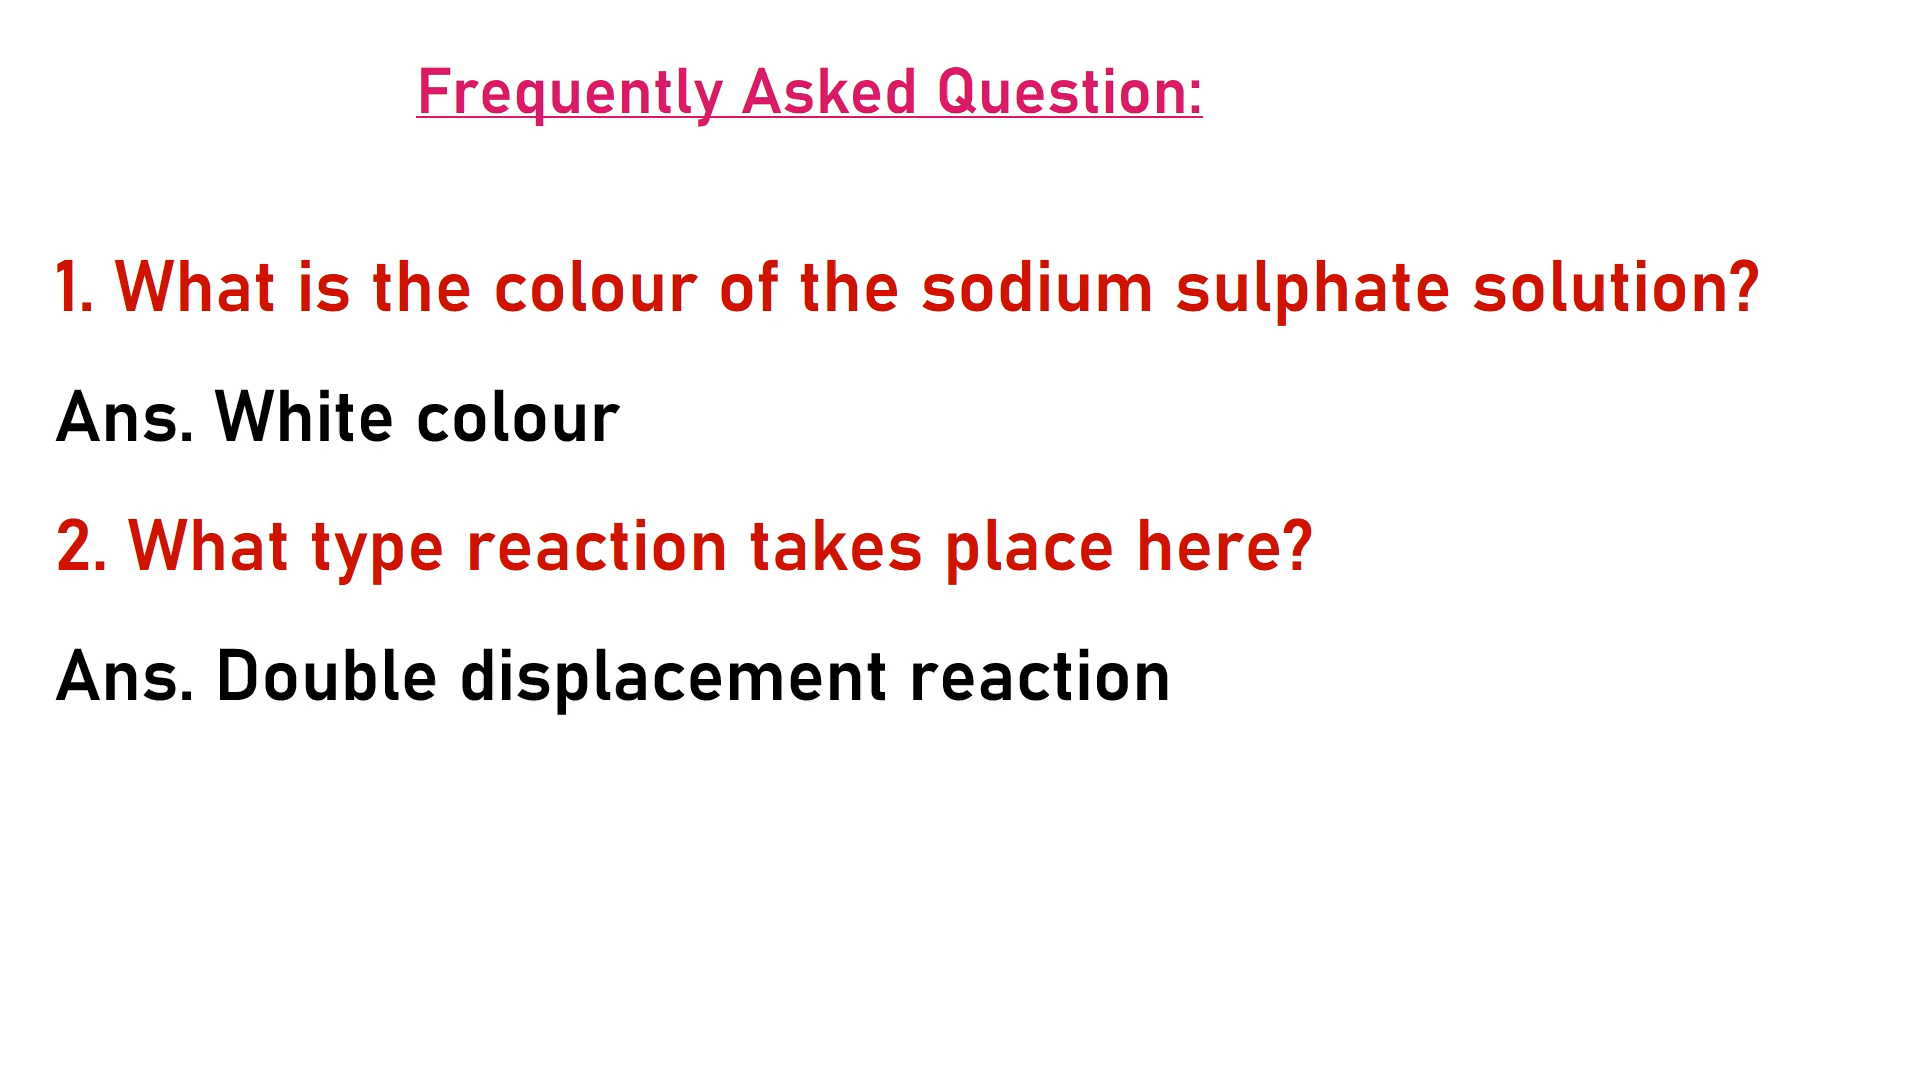 Frequently Asked Question:
1. What is the colour of the sodium sulphate solution?
Ans. White colour
2. What type reaction takes place here?
Ans. Double displacement reaction